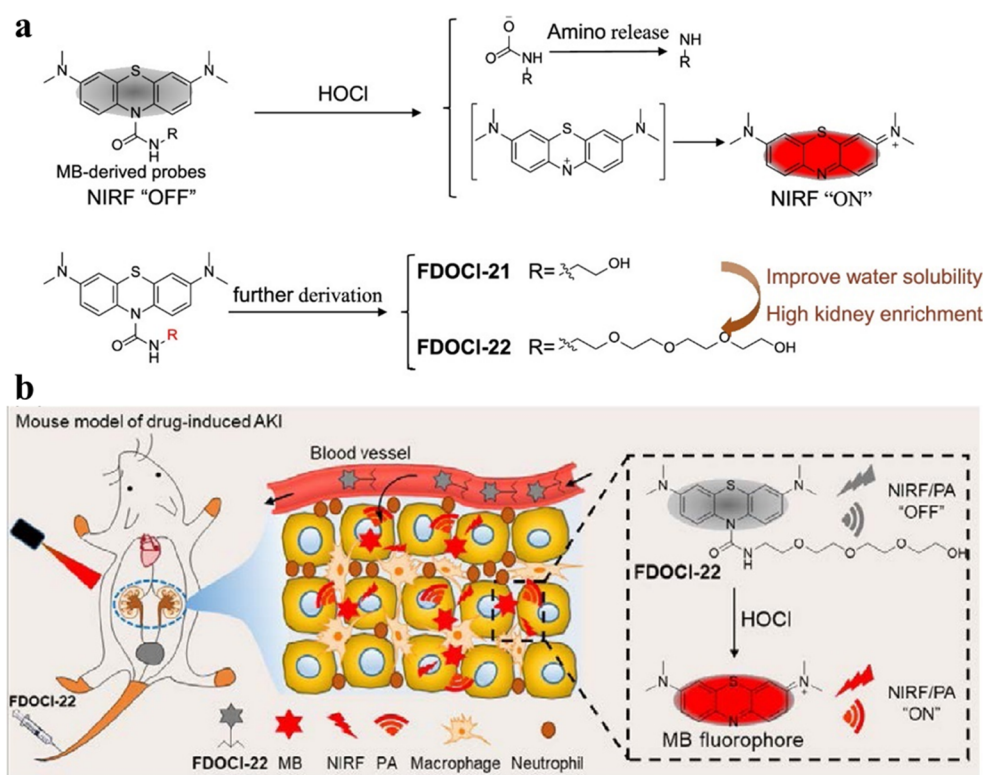 a
HOCl
MB-derived probes
NIRF “OFF”
Amino release
NIRF “ON”
further derivation
FDOCl-21 R= OH
FDOCl-22 R= O O O OH
Improve water solubility
High kidney enrichment
b
Mouse model of drug-induced AKI
Blood vessel
FDOCl-22
FDOCl-22 MB NIRF PA Macrophage Neutrophil
NIRF/PA
“OFF”
FDOCl-22
HOCl
NIRF/PA
“ON”
MB fluorophore